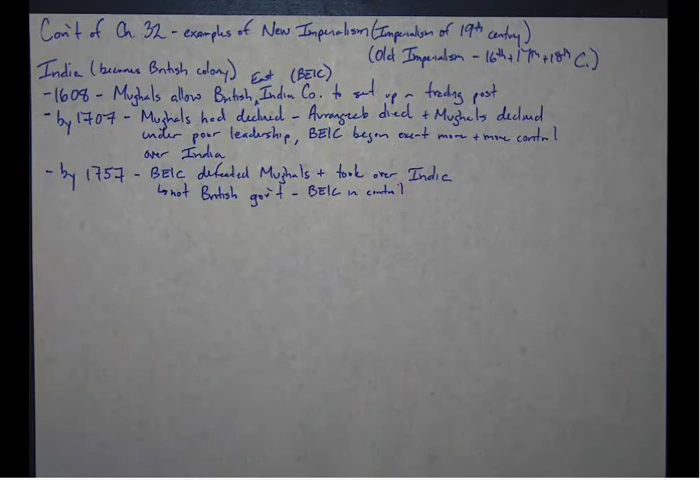 Con't of Ch. 32 - examples of New Imperialism (Imperialism of 19th century)
(Old Imperialism - 16th + 17th + 18th C.)
India (becomes British colony)
- 1608 - Mughals allow British East India Co. (BEIC) to set up a trading post
- by 1707 - Mughals had declined - Aurangzeb died + Mughals declined
under poor leadership, BEIC began exert more + more control
over India
- by 1757 - BEIC defeated Mughals + took over India
↳ not British gov't - BEIC in control